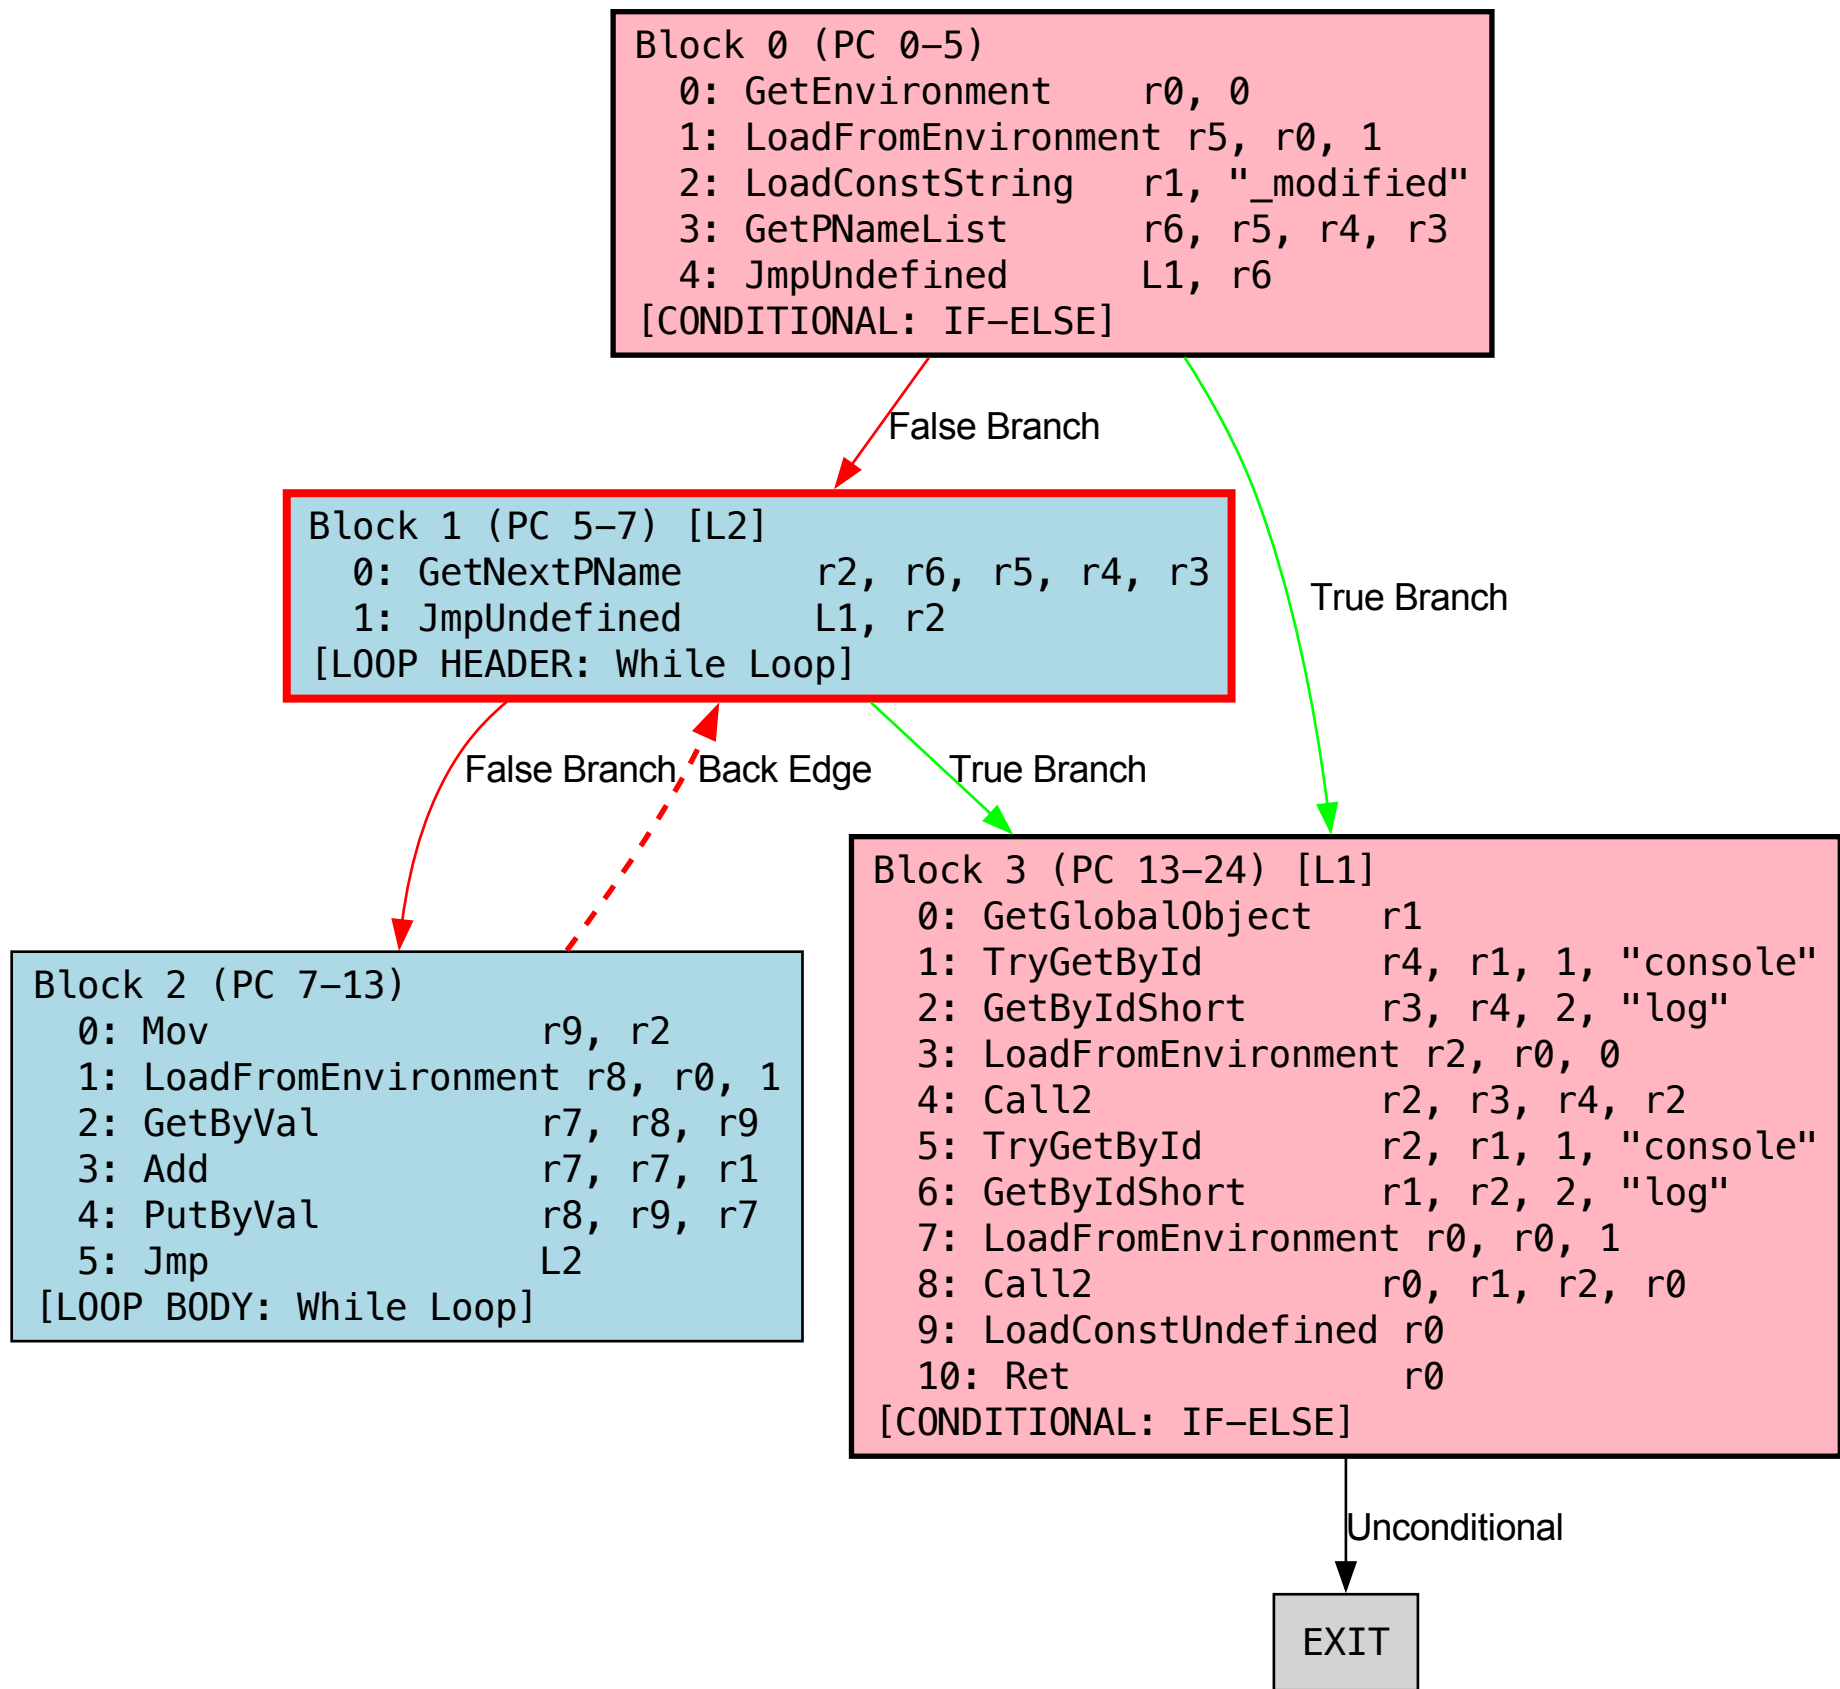 Block 0 (PC 0–5)
0: GetEnvironment r0, 0
1: LoadFromEnvironment r5, r0, 1
2: LoadConstString r1, "_modified"
3: GetPNameList r6, r5, r4, r3
4: JmpUndefined L1, r6
[CONDITIONAL: IF–ELSE]
False Branch
True Branch
Block 1 (PC 5–7) [L2]
0: GetNextPName r2, r6, r5, r4, r3
1: JmpUndefined L1, r2
[LOOP HEADER: While Loop]
False Branch
Back Edge
True Branch
Block 2 (PC 7–13)
0: Mov r9, r2
1: LoadFromEnvironment r8, r0, 1
2: GetByVal r7, r8, r9
3: Add r7, r7, r1
4: PutByVal r8, r9, r7
5: Jmp L2
[LOOP BODY: While Loop]
Block 3 (PC 13–24) [L1]
0: GetGlobalObject r1
1: TryGetById r4, r1, 1, "console"
2: GetByIdShort r3, r4, 2, "log"
3: LoadFromEnvironment r2, r0, 0
4: Call2 r2, r3, r4, r2
5: TryGetById r2, r1, 1, "console"
6: GetByIdShort r1, r2, 2, "log"
7: LoadFromEnvironment r0, r0, 1
8: Call2 r0, r1, r2, r0
9: LoadConstUndefined r0
10: Ret r0
[CONDITIONAL: IF–ELSE]
Unconditional
EXIT